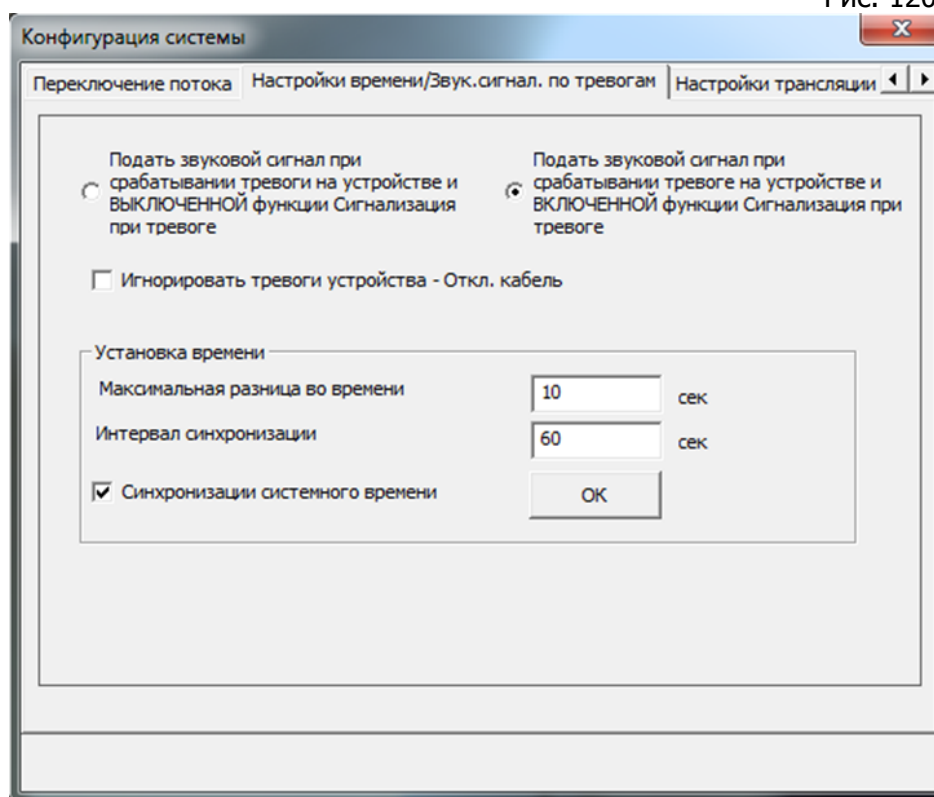 Рис. 126
Конфигурация системы
Переключение потока Настройки времени/Звук.сигнал. по тревогам Настройки трансляции
Подать звуковой сигнал при
срабатывании тревоги на устройстве и
ВЫКЛЮЧЕННОЙ функции Сигнализация
при тревоге
Подать звуковой сигнал при
срабатывании тревоге на устройстве и
ВКЛЮЧЕННОЙ функции Сигнализация при
тревоге
Игнорировать тревоги устройства - Откл. кабель
Установка времени
Максимальная разница во времени 10 сек
Интервал синхронизации 60 сек
Синхронизации системного времени OK